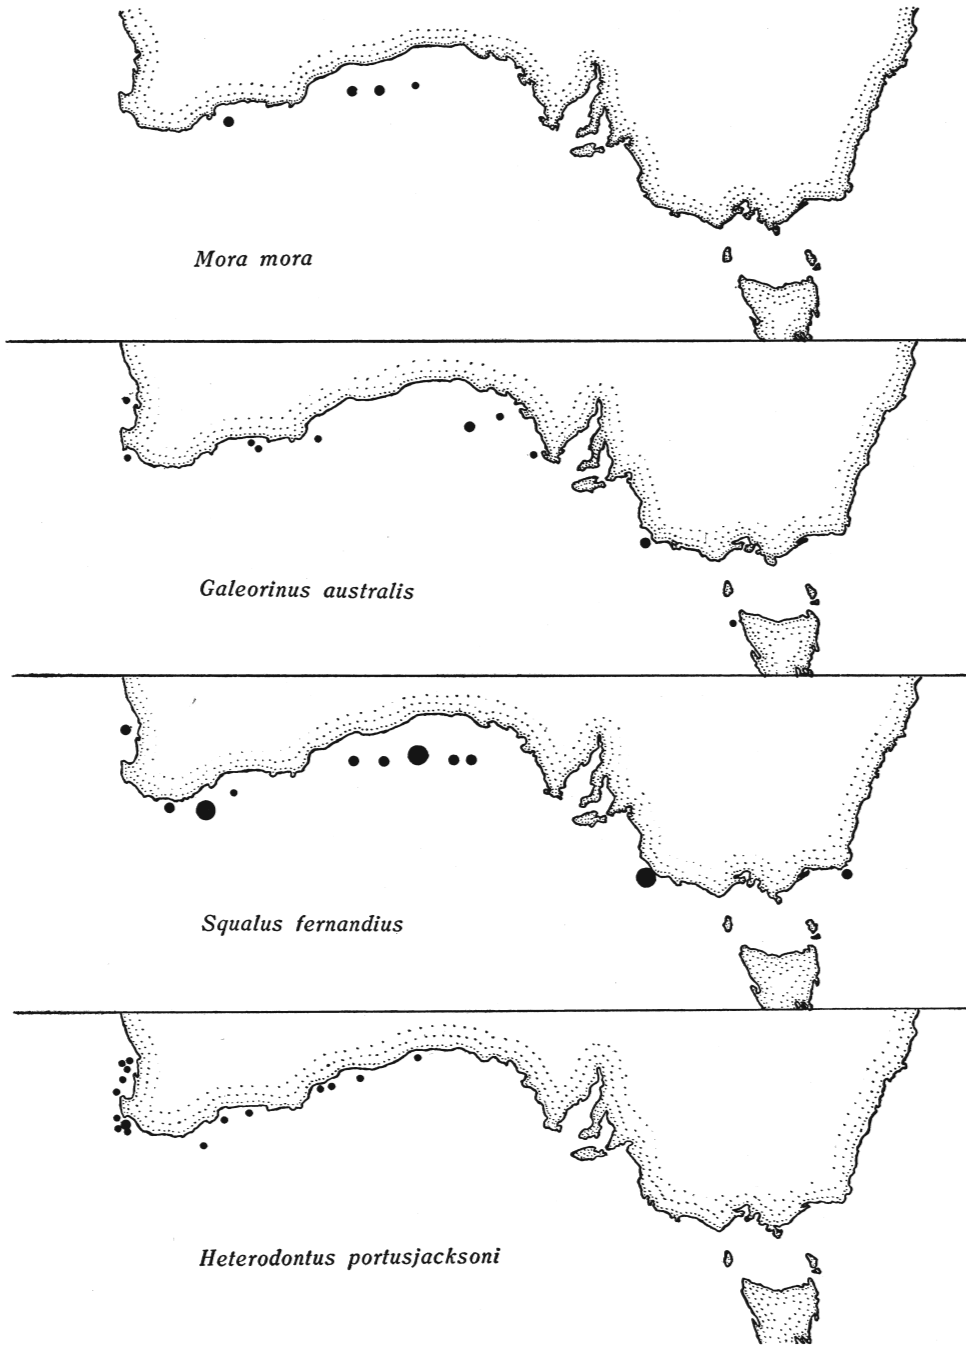 Mora mora
Galeorinus australis
Squalus fernandius
Heterodontus portusjacksoni